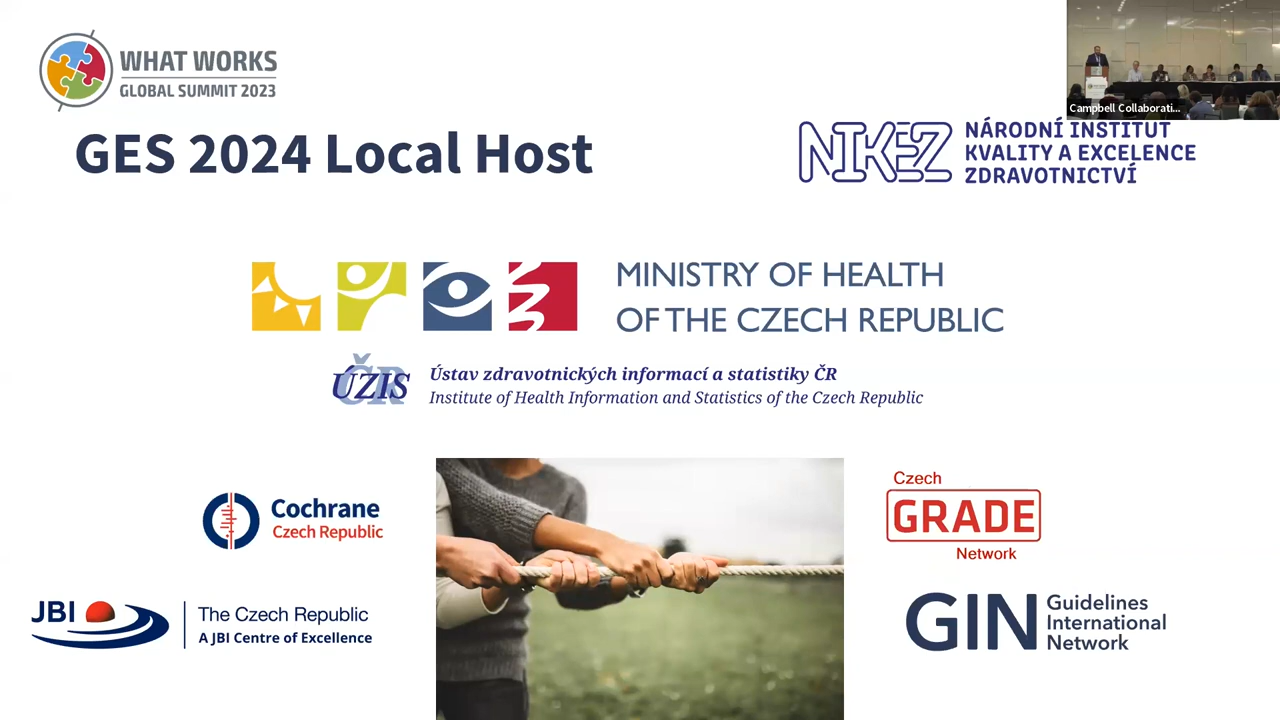 WHAT WORKS
GLOBAL SUMMIT 2023
Campbell Collaborati...
GES 2024 Local Host
NIKEZ
NÁRODNÍ INSTITUT
KVALITY A EXCELENCE
ZDRAVOTNICTVÍ
MINISTRY OF HEALTH
OF THE CZECH REPUBLIC
ÚZIS ČR
Ústav zdravotnických informací a statistiky ČR
Institute of Health Information and Statistics of the Czech Republic
Cochrane
Czech Republic
Czech
GRADE
Network
JBI
The Czech Republic
A JBI Centre of Excellence
GIN
Guidelines
International
Network